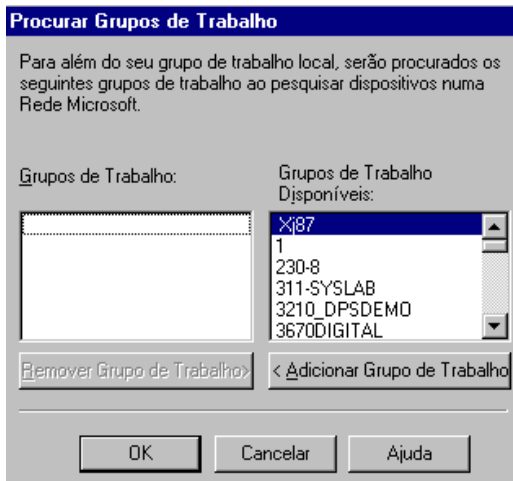 Procurar Grupos de Trabalho
Para além do seu grupo de trabalho local, serão procurados os
seguintes grupos de trabalho ao pesquisar dispositivos numa
Rede Microsoft.
Grupos de Trabalho:
Grupos de Trabalho
Disponíveis:
Xj87
1
230-8
311-SYSLAB
3210_DPSDEMO
3670DIGITAL
Remover Grupo de Trabalho>
< Adicionar Grupo de Trabalho
OK
Cancelar
Ajuda